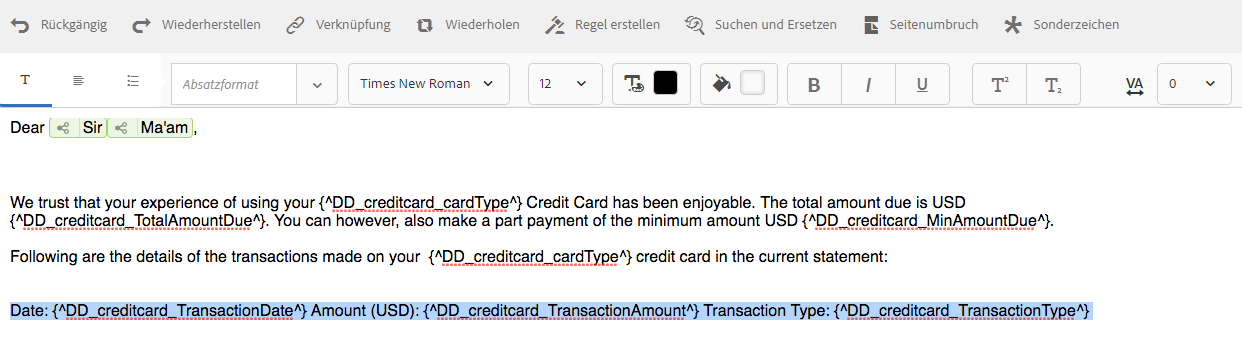 Rückgängig Wiederherstellen Verknüpfung Wiederholen Regel erstellen Suchen und Ersetzen Seitenumbruch Sonderzeichen
T Absatzformat Times New Roman 12 T B I U T² T₂ VA 0
Dear Sir Ma'am,
We trust that your experience of using your {^DD_creditcard_cardType^} Credit Card has been enjoyable. The total amount due is USD
{^DD_creditcard_TotalAmountDue^}. You can however, also make a part payment of the minimum amount USD {^DD_creditcard_MinAmountDue^}.
Following are the details of the transactions made on your  {^DD_creditcard_cardType^} credit card in the current statement:
Date: {^DD_creditcard_TransactionDate^} Amount (USD): {^DD_creditcard_TransactionAmount^} Transaction Type: {^DD_creditcard_TransactionType^}